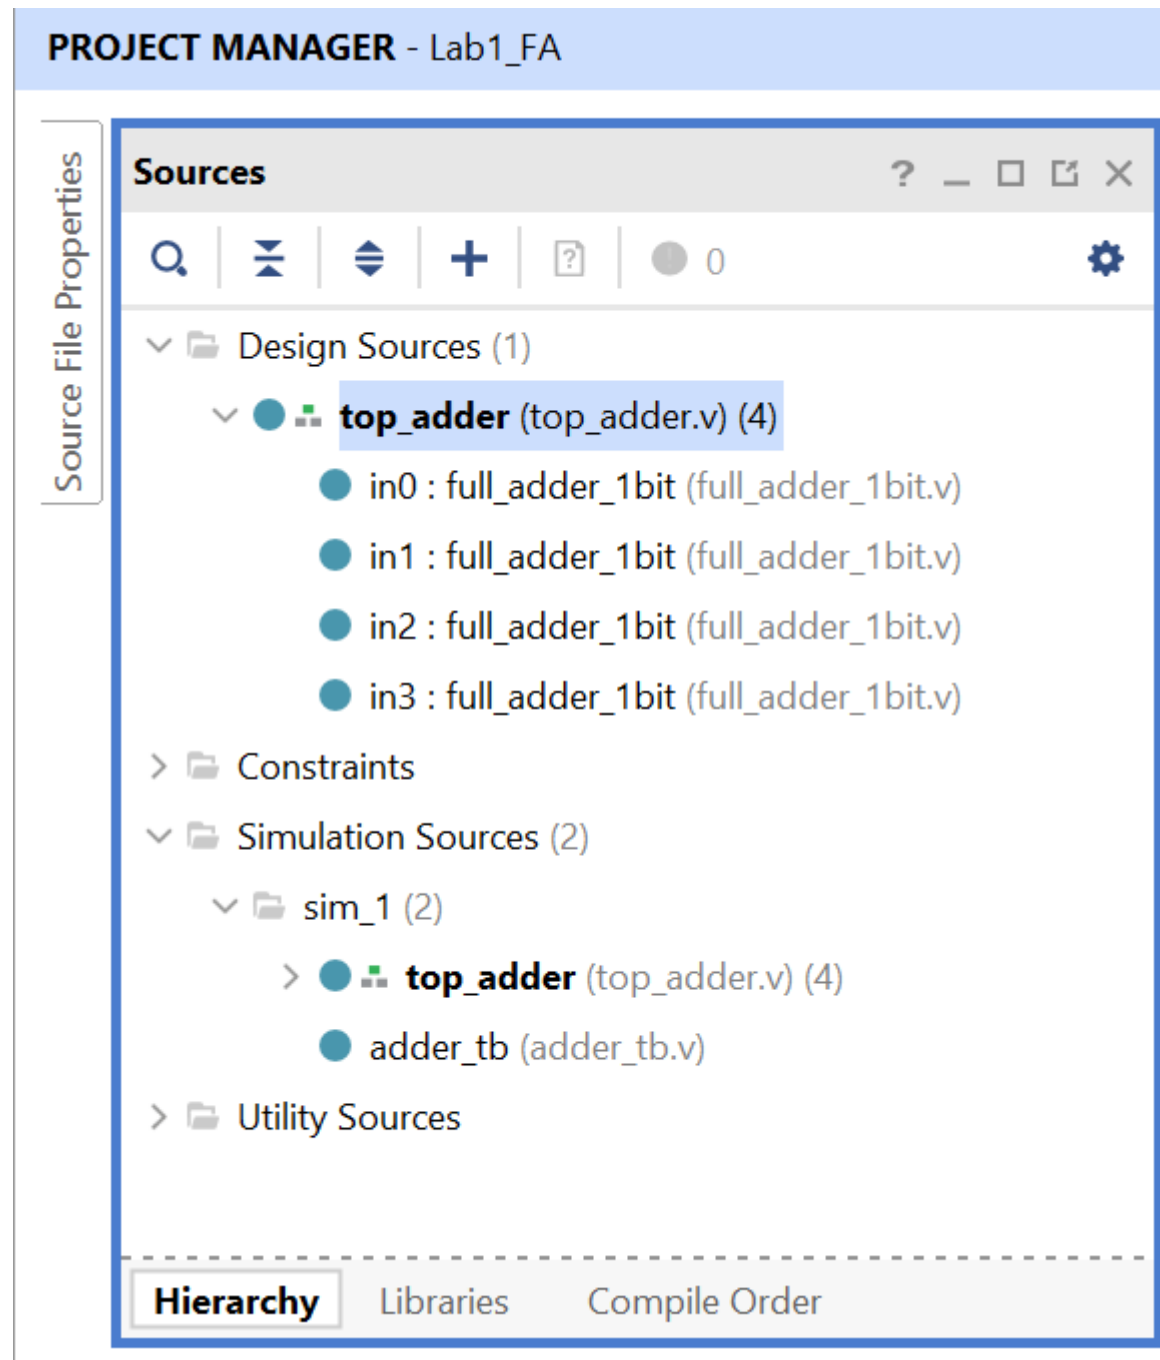 PROJECT MANAGER - Lab1_FA
Source File Properties
Sources
?
0
Design Sources (1)
top_adder (top_adder.v) (4)
in0 : full_adder_1bit (full_adder_1bit.v)
in1 : full_adder_1bit (full_adder_1bit.v)
in2 : full_adder_1bit (full_adder_1bit.v)
in3 : full_adder_1bit (full_adder_1bit.v)
Constraints
Simulation Sources (2)
sim_1 (2)
top_adder (top_adder.v) (4)
adder_tb (adder_tb.v)
Utility Sources
Hierarchy Libraries Compile Order